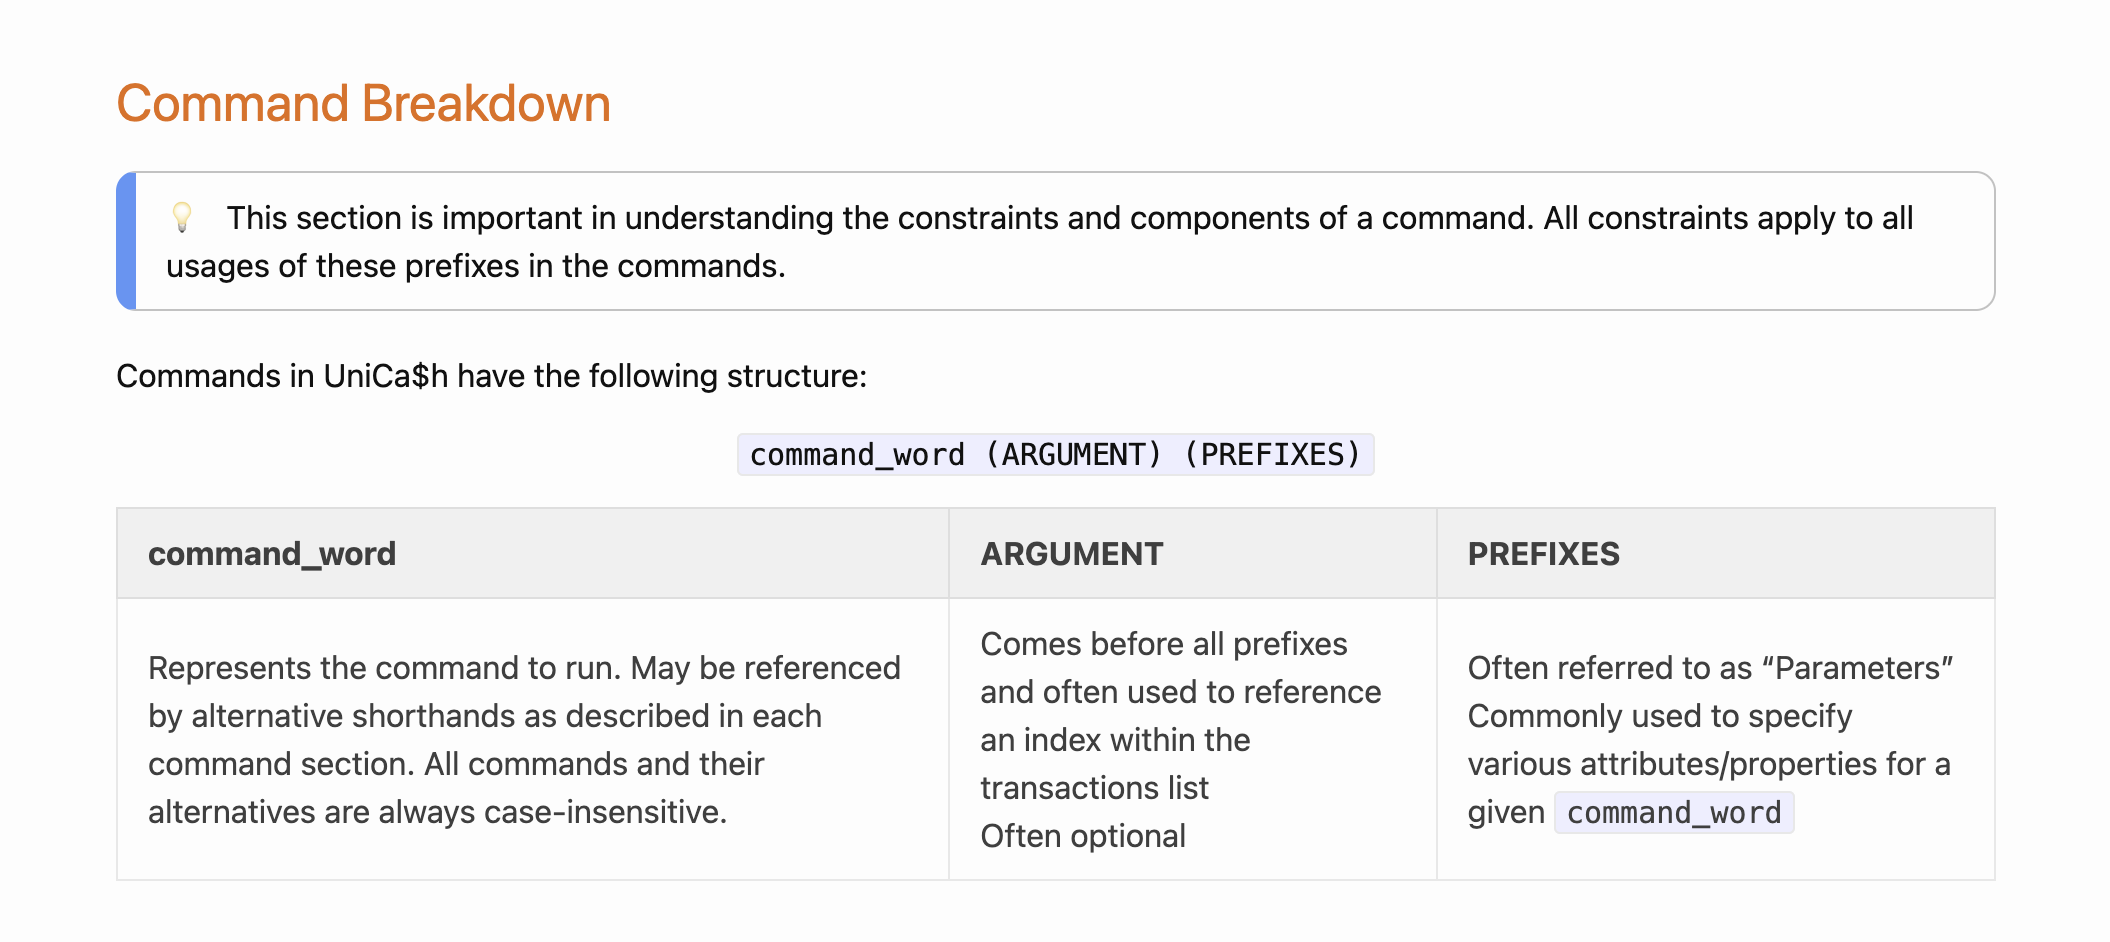 Command Breakdown
This section is important in understanding the constraints and components of a command. All constraints apply to all
usages of these prefixes in the commands.
Commands in UniCa$h have the following structure:
command_word (ARGUMENT) (PREFIXES)
command_word
ARGUMENT
PREFIXES
Represents the command to run. May be referenced
by alternative shorthands as described in each
command section. All commands and their
alternatives are always case-insensitive.
Comes before all prefixes
and often used to reference
an index within the
transactions list
Often optional
Often referred to as “Parameters”
Commonly used to specify
various attributes/properties for a
given command_word